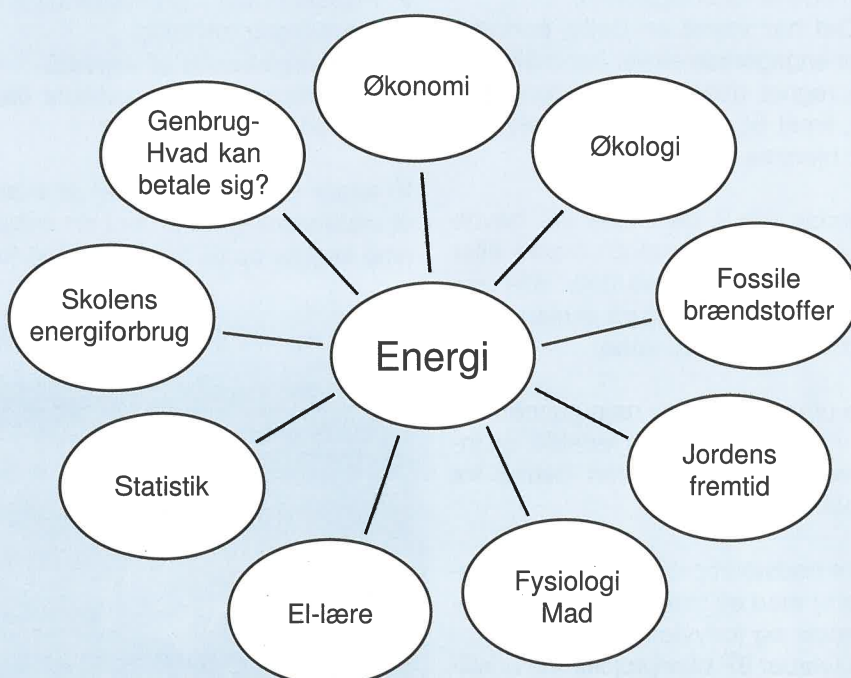 Økonomi
Genbrug-
Hvad kan
betale sig?
Økologi
Skolens
energiforbrug
Fossile
brændstoffer
Energi
Statistik
Jordens
fremtid
El-lære
Fysiologi
Mad